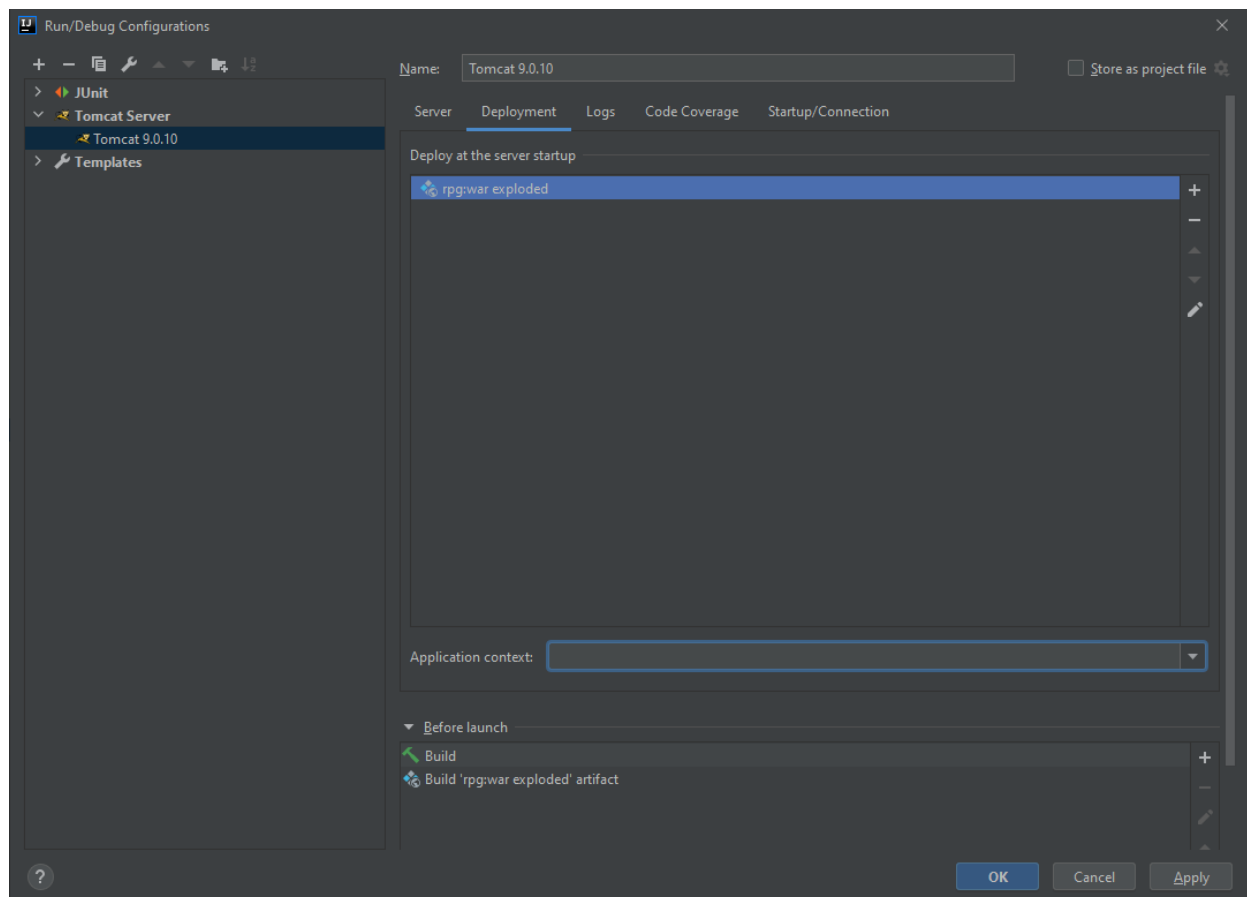 Run/Debug Configurations
Name: Tomcat 9.0.10 Store as project file
JUnit
Tomcat Server
Tomcat 9.0.10
Templates
Server Deployment Logs Code Coverage Startup/Connection
Deploy at the server startup
rpg:war exploded
Application context:
Before launch
Build
Build 'rpg:war exploded' artifact
? OK Cancel Apply